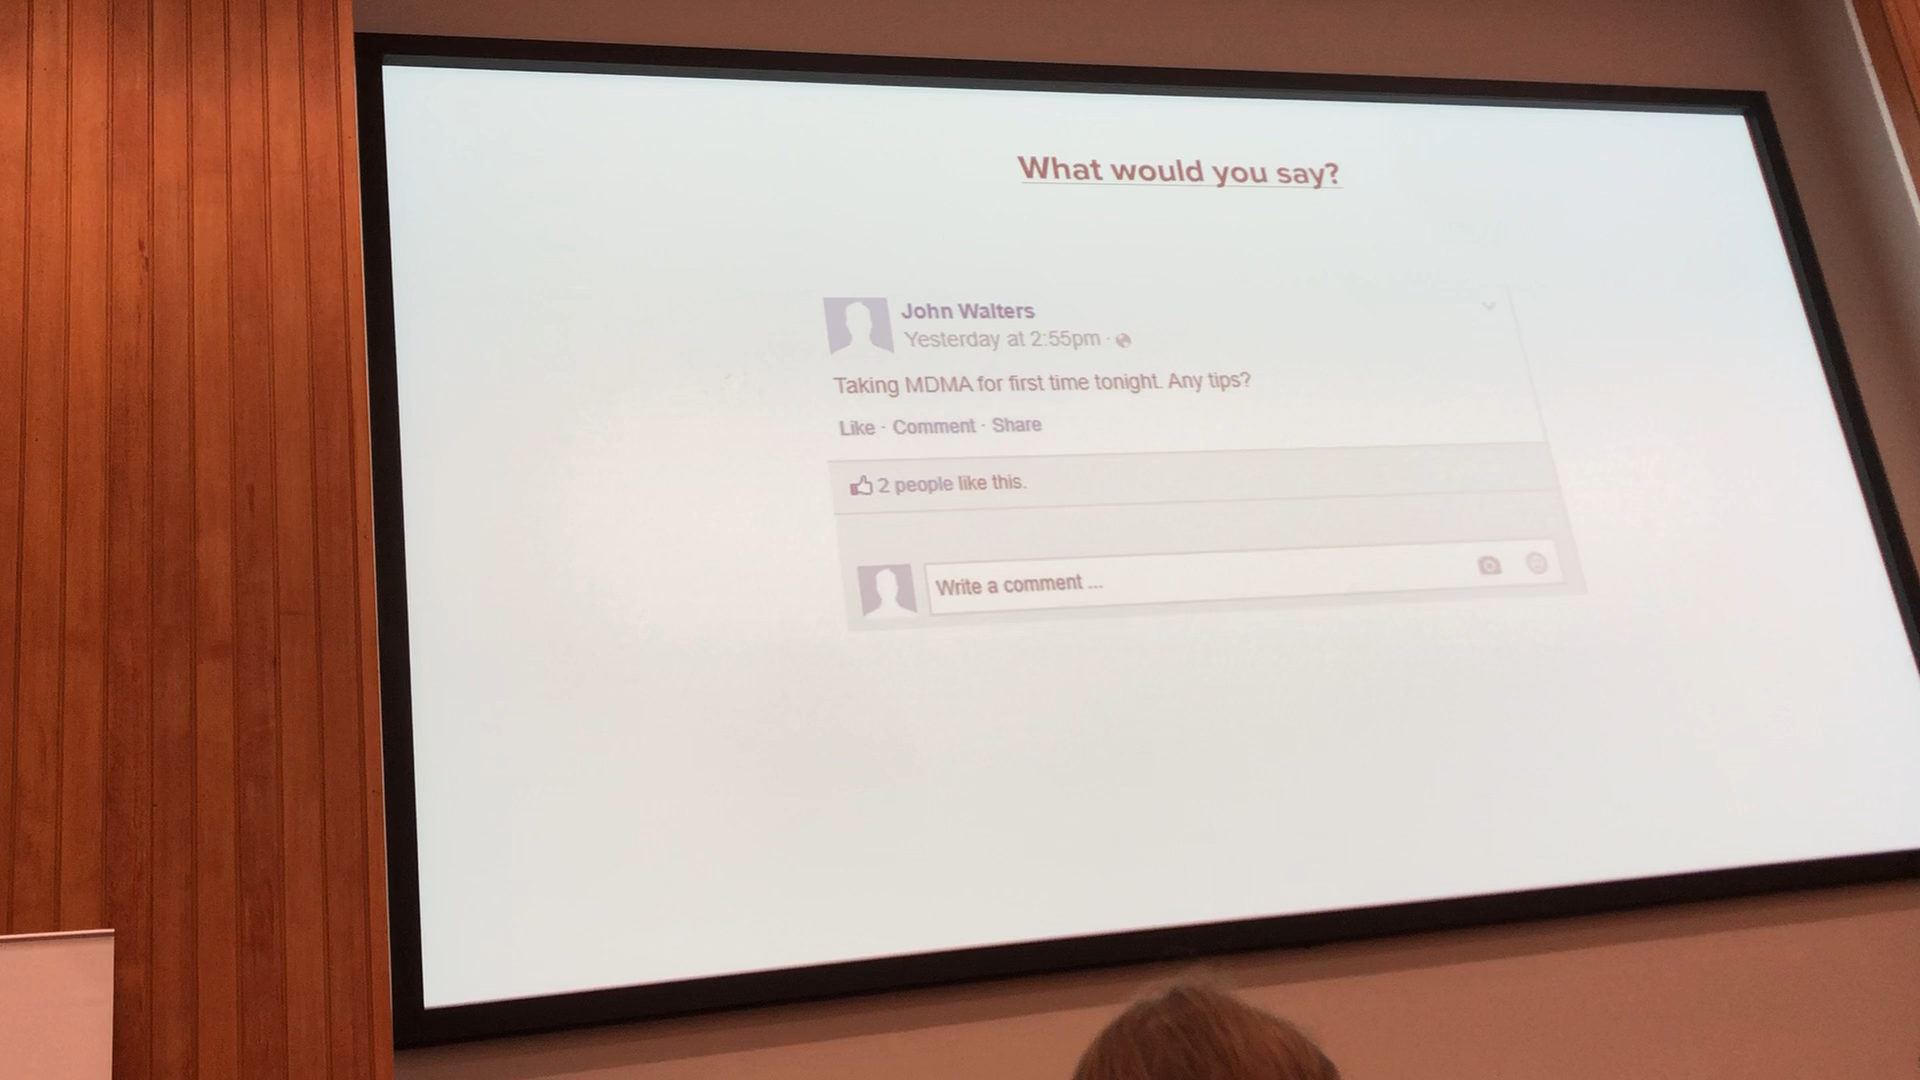 What would you say?
John Walters
Yesterday at 2:55pm ·
Taking MDMA for first time tonight. Any tips?
Like · Comment · Share
2 people like this.
Write a comment ...